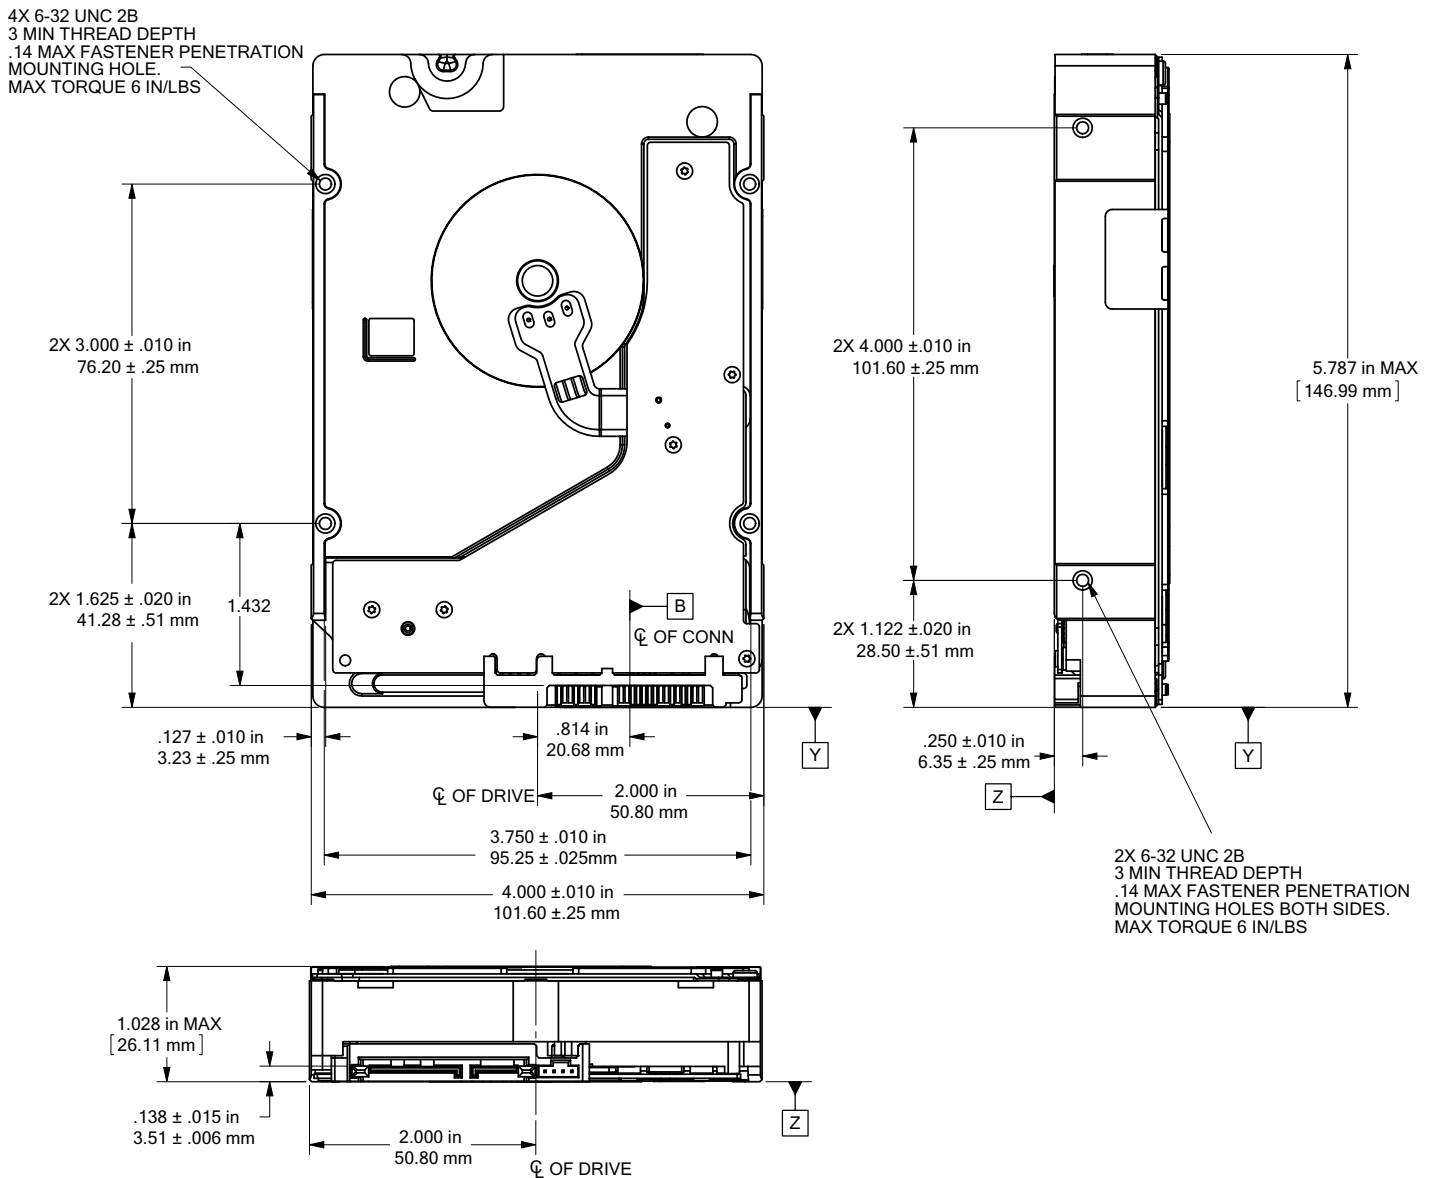 4X 6-32 UNC 2B
3 MIN THREAD DEPTH
.14 MAX FASTENER PENETRATION
MOUNTING HOLE.
MAX TORQUE 6 IN/LBS
2X 3.000 ± .010 in
76.20 ± .25 mm
2X 1.625 ± .020 in
41.28 ± .51 mm
1.432
B
℄ OF CONN
.127 ± .010 in
3.23 ± .25 mm
.814 in
20.68 mm
Y
℄ OF DRIVE
2.000 in
50.80 mm
3.750 ± .010 in
95.25 ± .025mm
4.000 ±.010 in
101.60 ±.25 mm
2X 4.000 ±.010 in
101.60 ±.25 mm
5.787 in MAX
[146.99 mm]
2X 1.122 ±.020 in
28.50 ±.51 mm
.250 ±.010 in
6.35 ± .25 mm
Y
Z
2X 6-32 UNC 2B
3 MIN THREAD DEPTH
.14 MAX FASTENER PENETRATION
MOUNTING HOLES BOTH SIDES.
MAX TORQUE 6 IN/LBS
1.028 in MAX
[26.11 mm]
.138 ± .015 in
3.51 ± .006 mm
2.000 in
50.80 mm
℄ OF DRIVE
Z